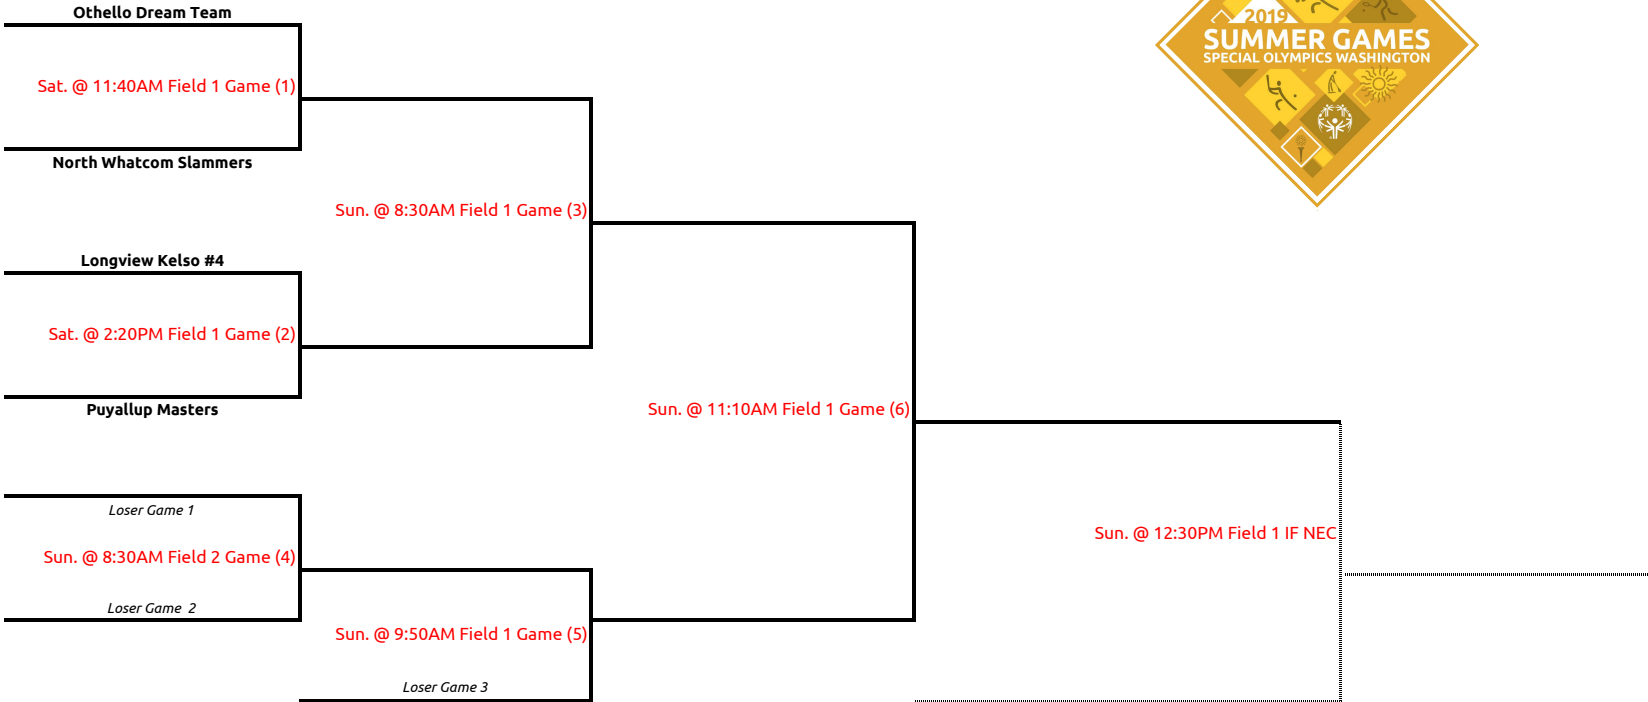 Othello Dream Team
2019
SUMMER GAMES
SPECIAL OLYMPICS WASHINGTON
Sat. @ 11:40AM Field 1 Game (1)
North Whatcom Slammers
Sun. @ 8:30AM Field 1 Game (3)
Longview Kelso #4
Sat. @ 2:20PM Field 1 Game (2)
Puyallup Masters
Sun. @ 11:10AM Field 1 Game (6)
Loser Game 1
Sun. @ 12:30PM Field 1 IF NEC
Sun. @ 8:30AM Field 2 Game (4)
Loser Game  2
Sun. @ 9:50AM Field 1 Game (5)
Loser Game 3